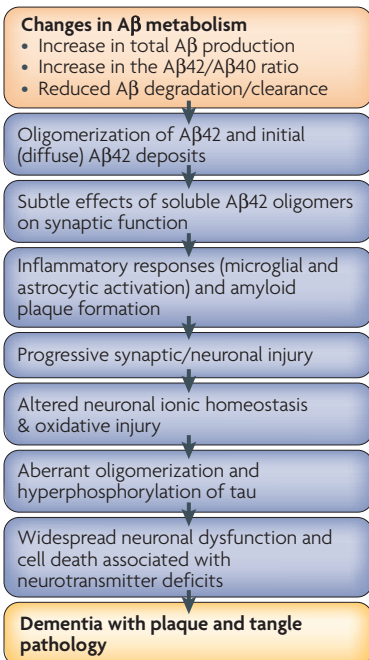 Changes in Aβ metabolism
• Increase in total Aβ production
• Increase in the Aβ42/Aβ40 ratio
• Reduced Aβ degradation/clearance
Oligomerization of Aβ42 and initial
(diffuse) Aβ42 deposits
Subtle effects of soluble Aβ42 oligomers
on synaptic function
Inflammatory responses (microglial and
astrocytic activation) and amyloid
plaque formation
Progressive synaptic/neuronal injury
Altered neuronal ionic homeostasis
& oxidative injury
Aberrant oligomerization and
hyperphosphorylation of tau
Widespread neuronal dysfunction and
cell death associated with
neurotransmitter deficits
Dementia with plaque and tangle
pathology